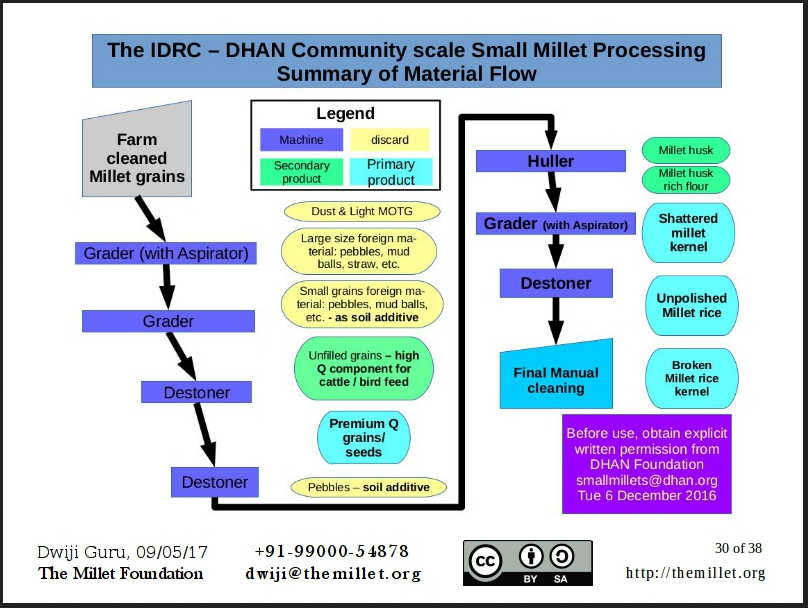 The IDRC – DHAN Community scale Small Millet Processing
Summary of Material Flow
Farm
cleaned
Millet grains
Grader (with Aspirator)
Grader
Destoner
Destoner
Legend
Machine
discard
Secondary
product
Primary
product
Dust & Light MOTG
Large size foreign ma-
terial: pebbles, mud
balls, straw, etc.
Small grains foreign ma-
terial: pebbles, mud balls,
etc. - as soil additive
Unfilled grains – high
Q component for
cattle / bird feed
Premium Q
grains/
seeds
Pebbles – soil additive
Huller
Grader (with Aspirator)
Destoner
Final Manual
cleaning
Millet husk
Millet husk
rich flour
Shattered
millet
kernel
Unpolished
Millet rice
Broken
Millet rice
kernel
Before use, obtain explicit
written permission from
DHAN Foundation
smallmillets@dhan.org
Tue 6 December 2016
Dwiji Guru, 09/05/17
The Millet Foundation
+91-99000-54878
dwiji@themillet.org
cc
BY SA
30 of 38
http://themillet.org